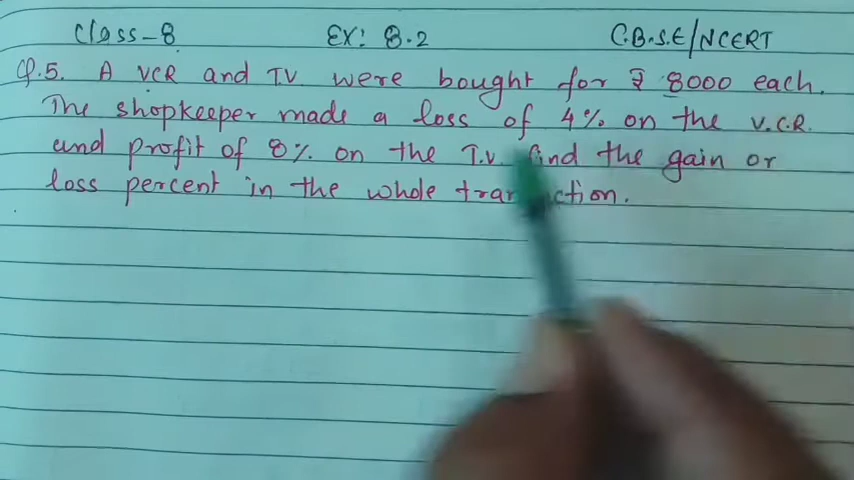 Class-8 EX: 8.2 C.B.S.E/NCERT
Q.5. A VCR and T.V. were bought for ₹ 8000 each.
The shopkeeper made a loss of 4% on the V.C.R.
and profit of 8% on the T.V. find the gain or
loss percent in the whole transaction.